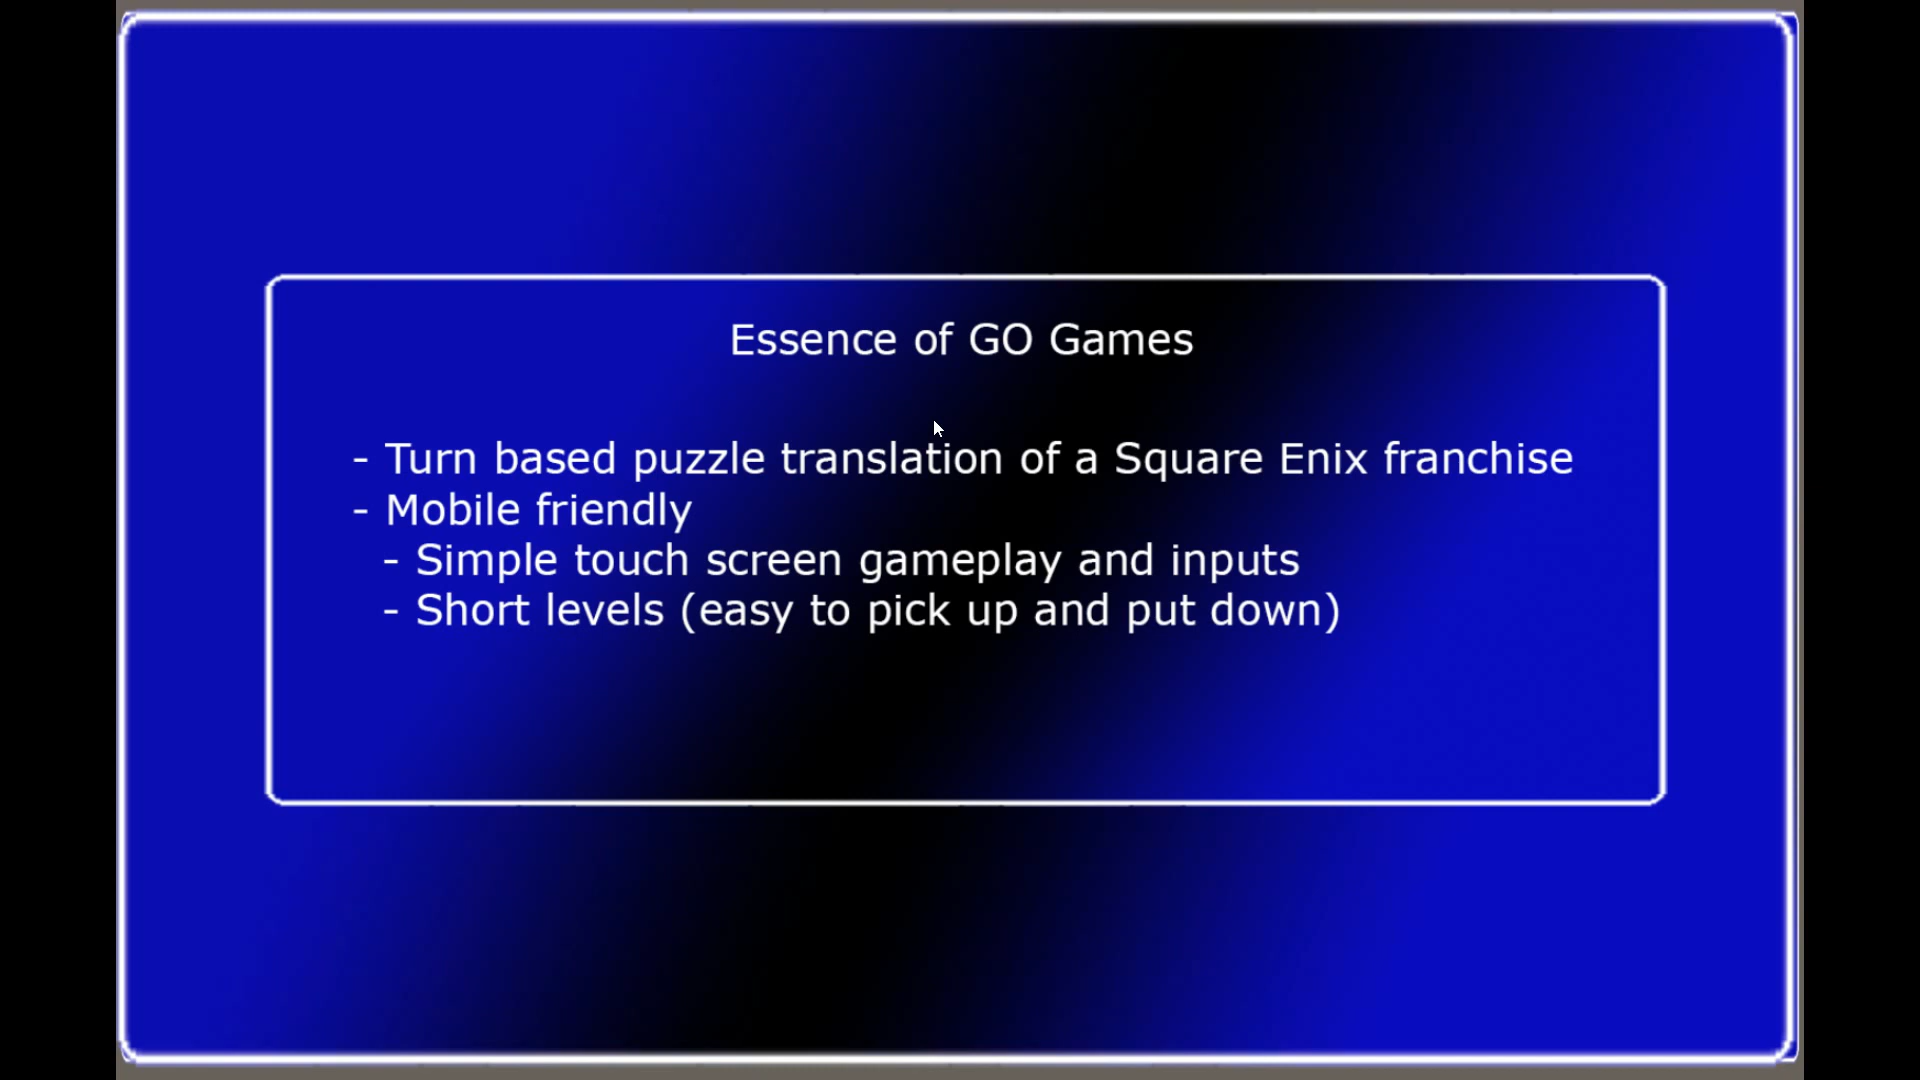 Essence of GO Games
- Turn based puzzle translation of a Square Enix franchise
- Mobile friendly
- Simple touch screen gameplay and inputs
- Short levels (easy to pick up and put down)